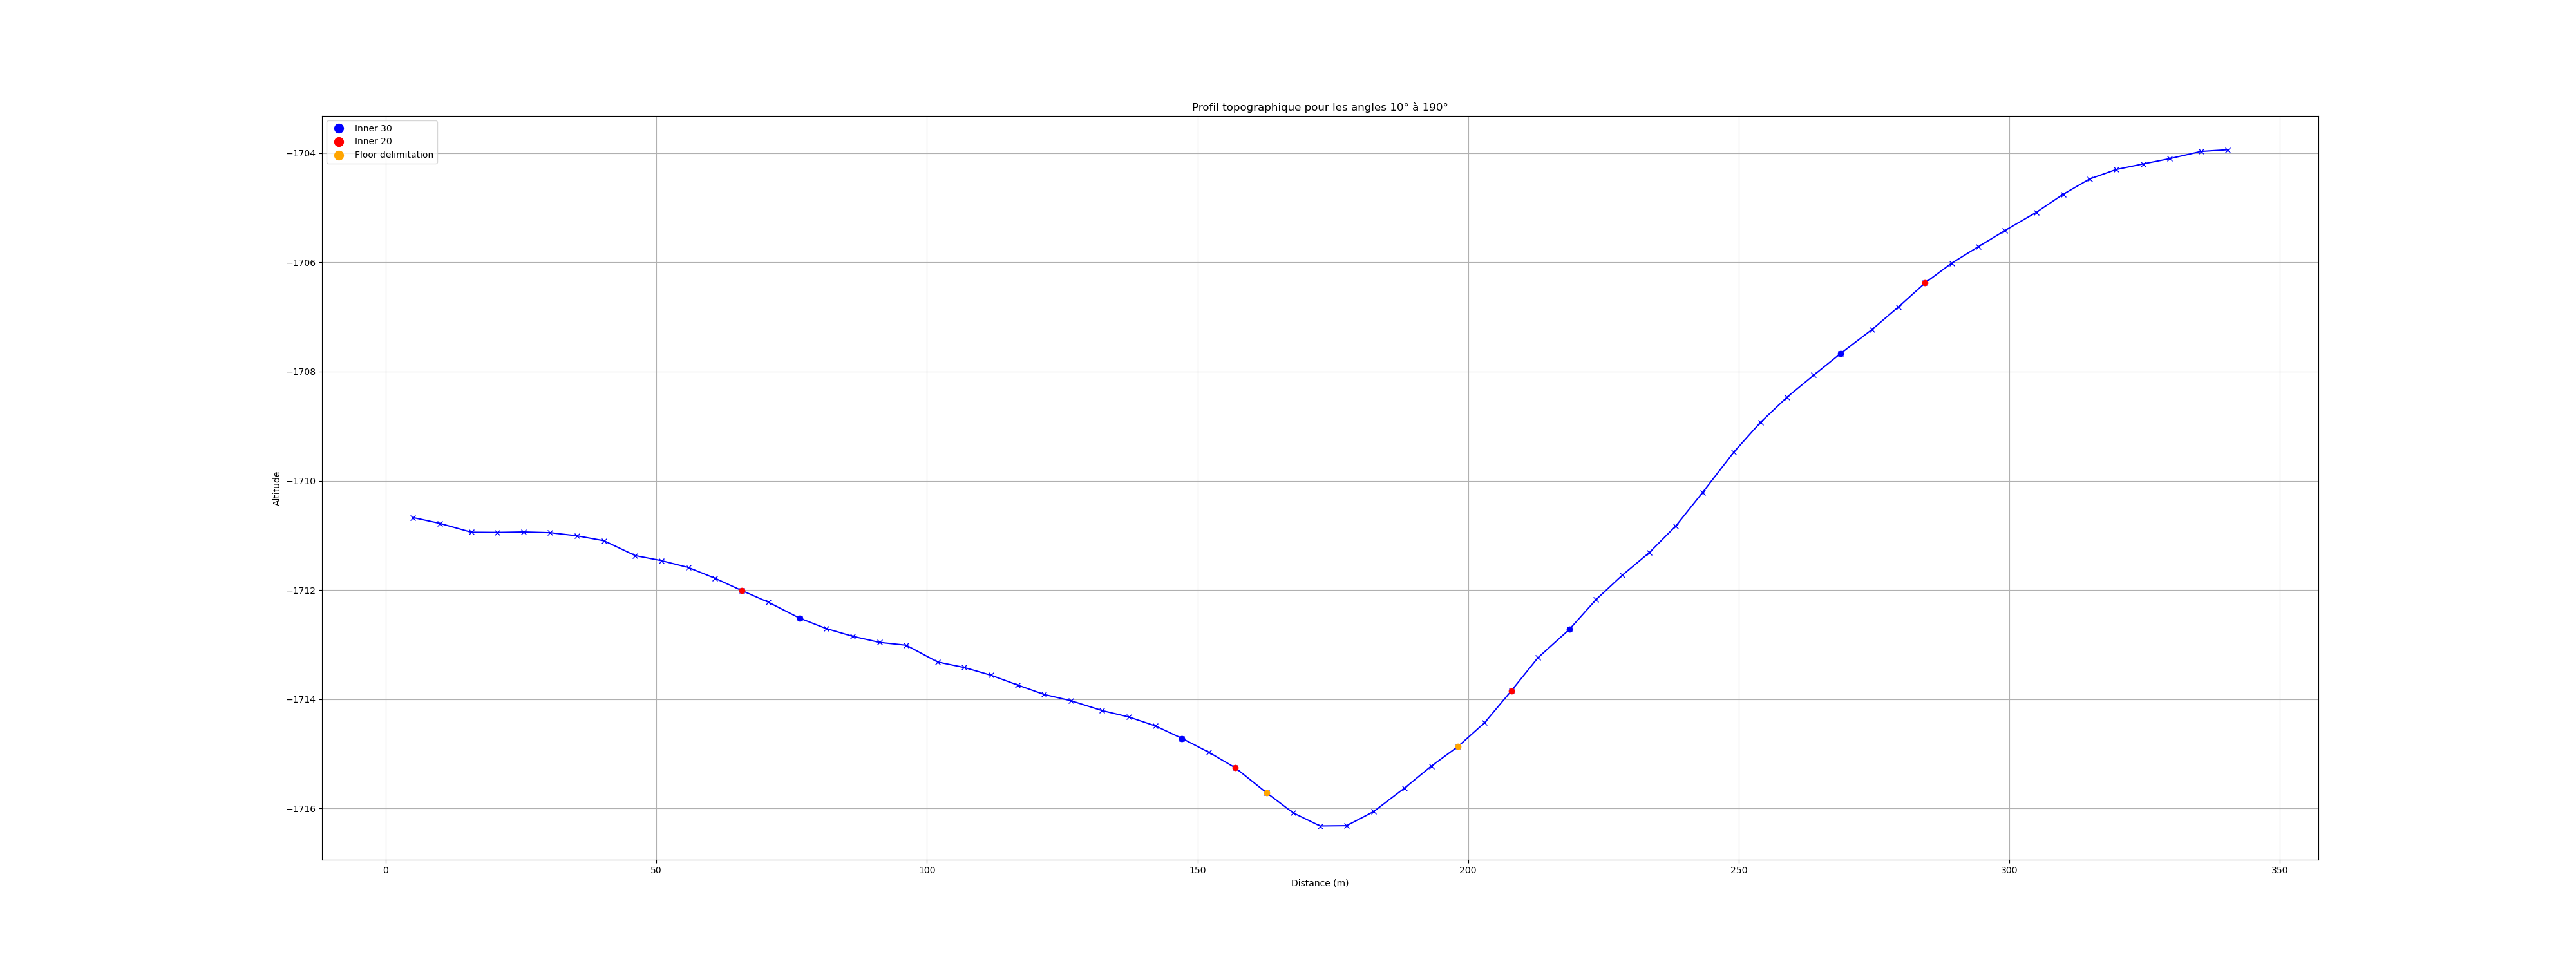 Profil topographique pour les angles 10° à 190°
Inner 30
Inner 20
Floor delimitation
−1704
−1706
−1708
−1710
−1712
−1714
−1716
Altitude
0 50 100 150 200 250 300 350
Distance (m)